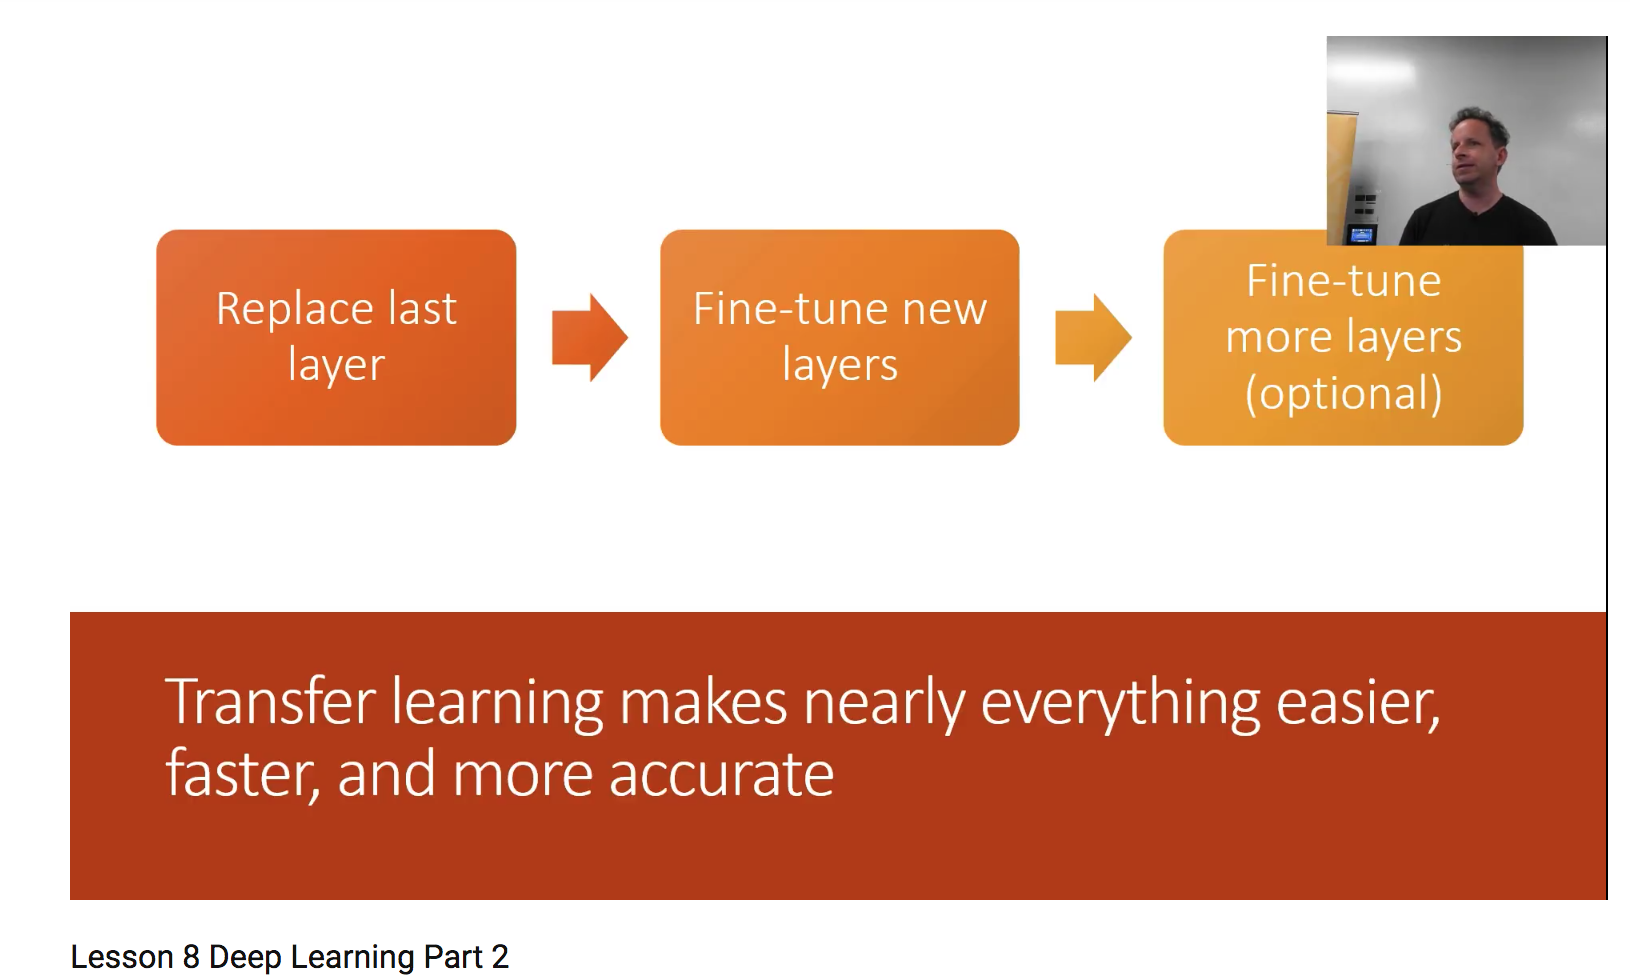 Replace last
layer
Fine-tune new
layers
Fine-tune
more layers
(optional)
Transfer learning makes nearly everything easier,
faster, and more accurate
Lesson 8 Deep Learning Part 2